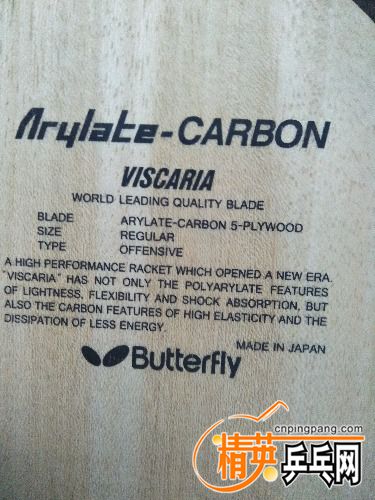 Arylate-CARBON
VISCARIA
WORLD LEADING QUALITY BLADE
BLADE ARYLATE-CARBON 5-PLYWOOD
SIZE REGULAR
TYPE OFFENSIVE
A HIGH PERFORMANCE RACKET WHICH OPENED A NEW ERA.
"VISCARIA" HAS NOT ONLY THE POLYARYLATE FEATURES
OF LIGHTNESS, FLEXIBILITY AND SHOCK ABSORPTION, BUT
ALSO THE CARBON FEATURES OF HIGH ELASTICITY AND THE
DISSIPATION OF LESS ENERGY.
MADE IN JAPAN
Butterfly
cnpingpang.com
精英乒乓网